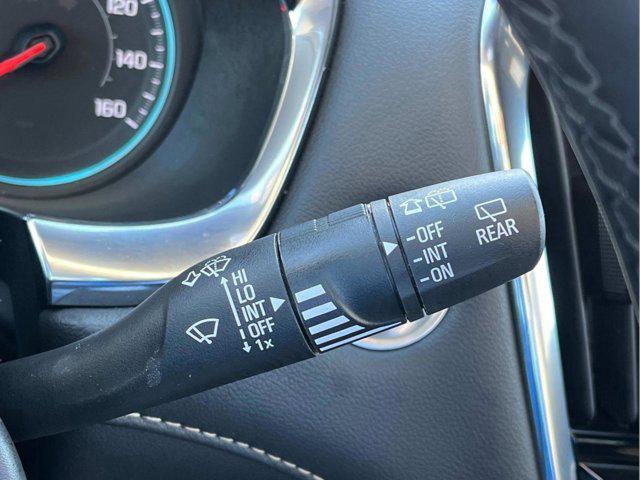 120
140
160
HI
LO
INT
OFF
1x
OFF
INT
ON
REAR